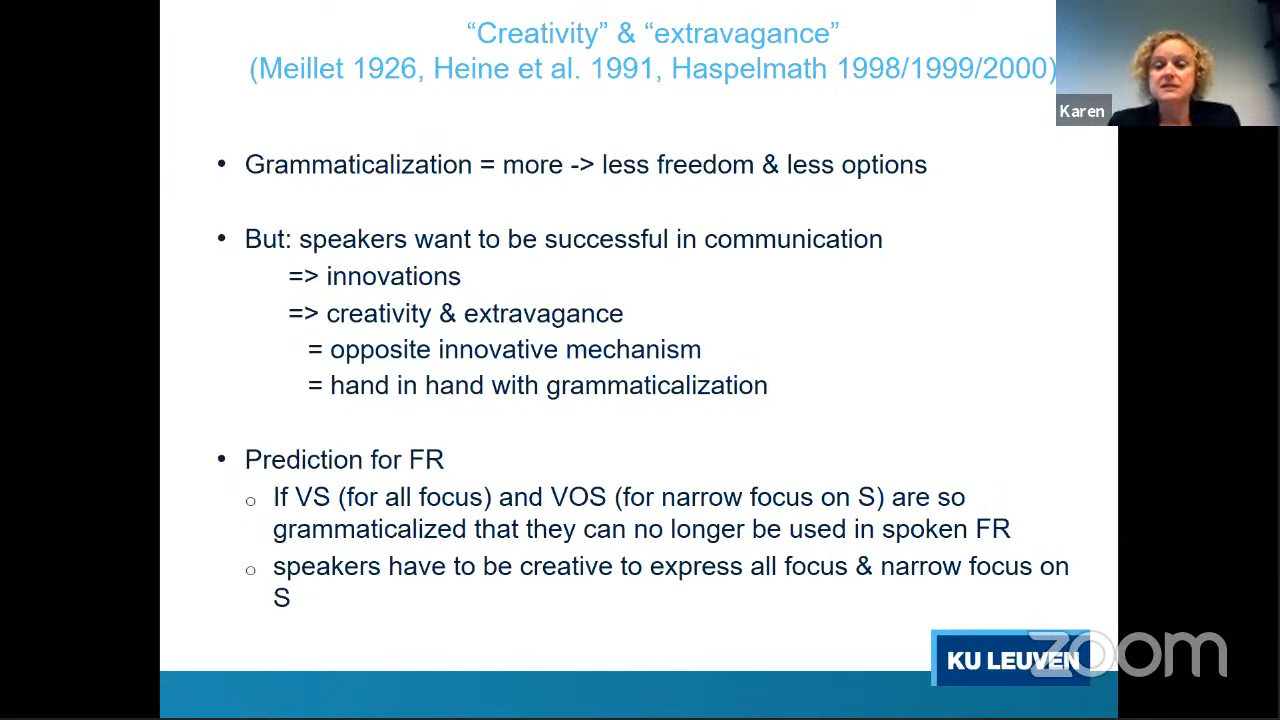 “Creativity” & “extravagance”
(Meillet 1926, Heine et al. 1991, Haspelmath 1998/1999/2000)
Karen
• Grammaticalization = more -> less freedom & less options
• But: speakers want to be successful in communication
=> innovations
=> creativity & extravagance
= opposite innovative mechanism
= hand in hand with grammaticalization
• Prediction for FR
o If VS (for all focus) and VOS (for narrow focus on S) are so
grammaticalized that they can no longer be used in spoken FR
o speakers have to be creative to express all focus & narrow focus on
S
KU LEUVEN
zoom